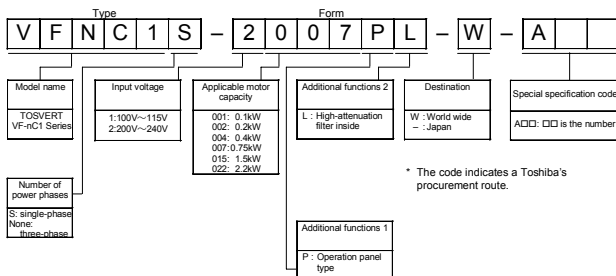 Type
Form
V F N C 1 S – 2 0 0 7 P L – W – A
Model name
TOSVERT
VF-nC1 Series
Input voltage
1:100V~115V
2:200V~240V
Applicable motor
capacity
001: 0.1kW
002: 0.2kW
004: 0.4kW
007:0.75kW
015: 1.5kW
022: 2.2kW
Additional functions 2
L : High-attenuation
filter inside
Destination
W : World wide
– : Japan
Special specification code
A□□: □□ is the number
* The code indicates a Toshiba's
procurement route.
Number of
power phases
S: single-phase
None:
three-phase
Additional functions 1
P : Operation panel
type